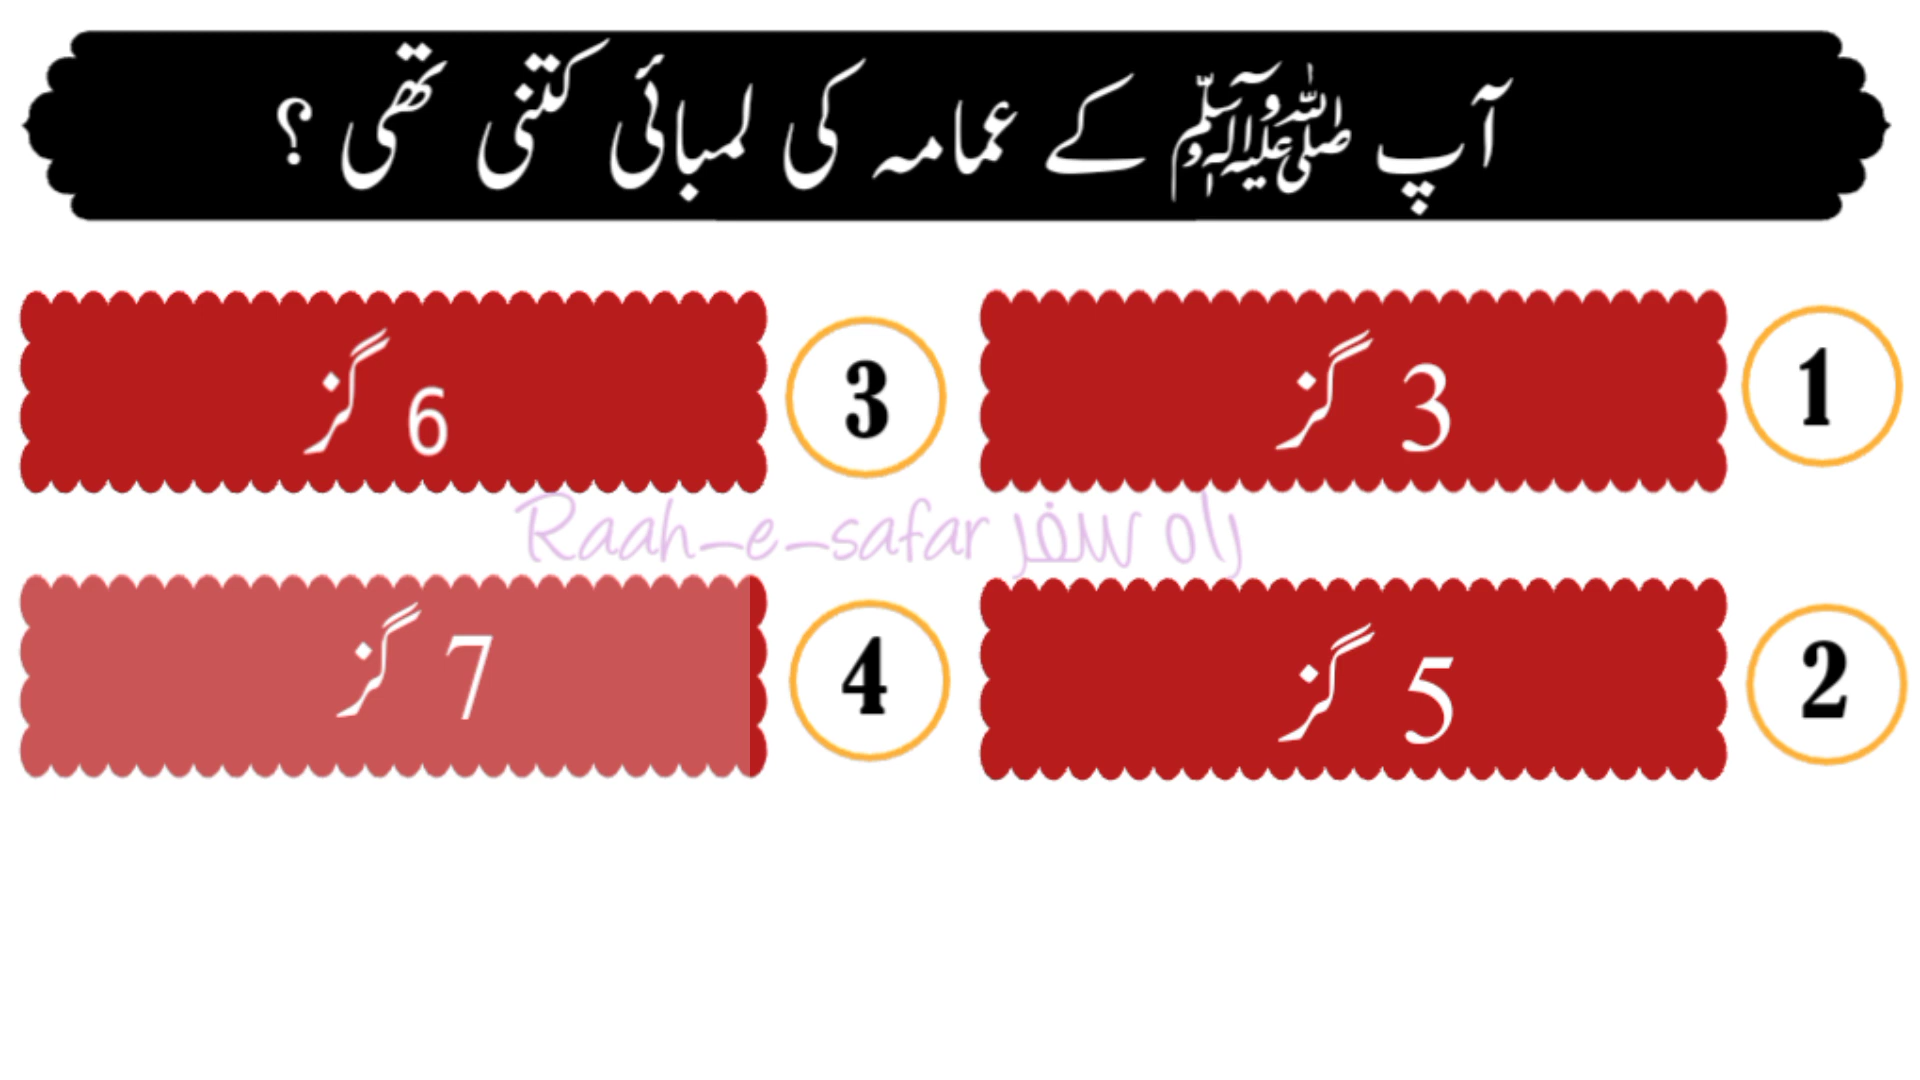 آپ ﷺ کے عمامہ کی لمبائی کتنی تھی ؟
1
3 گز
3
6 گز
Raah-e-safar راہ سفر
2
5 گز
4
7 گز